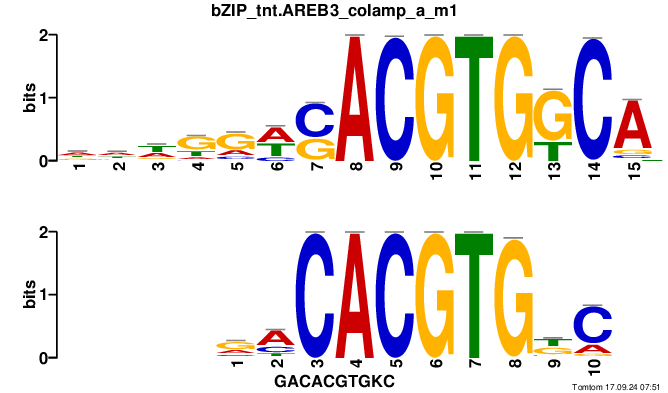 bZIP_tnt.AREB3_colamp_a_m1
2
1
0
bits
ACGTGGCA
1 2 3 4 5 6 7 8 9 10 11 12 13 14 15
2
1
0
bits
CACGTG
1 2 3 4 5 6 7 8 9 10
GACACGTGKC
Tomtom 17.09.24 07:51